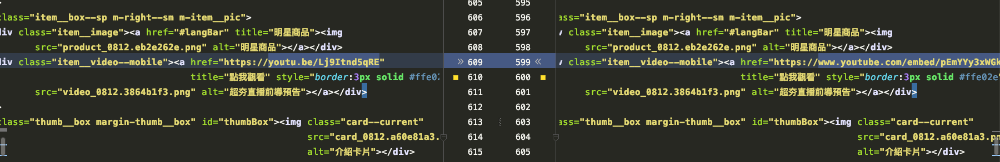 > 605 595
class="item__box--sp m-right--sm m-item__pic"> 606 596 ass="item__box--sp m-right--sm m-item__pic">
div class="item__image"><a href="#langBar" title="明星商品"><img 607 597 class="item__image"><a href="#langBar" title="明星商品"><img
src="product_0812.eb2e262e.png" alt="明星商品"></a></div> 608 598 src="product_0812.eb2e262e.png" alt="明星商品"></a></div>
div class="item__video--mobile"><a href="https://youtu.be/Lj9Itnd5qRE" » 609 599 « class="item__video--mobile"><a href="https://www.youtube.com/embed/pEmYYy3xWGk
title="點我觀看" style="border:3px solid #ffe02 610 600 title="點我觀看" style="border:3px solid #ffe02e"
src="video_0812.3864b1f3.png" alt="超夯直播前導預告"></a></div> 611 601 src="video_0812.3864b1f3.png" alt="超夯直播前導預告"></a></div>
> 612 602
class="thumb__box margin-thumb__box" id="thumbBox"><img class="card--current" 613 603 ass="thumb__box margin-thumb__box" id="thumbBox"><img class="card--current"
src="card_0812.a60e81a3. 614 604 src="card_0812.a60e81a3.pn
alt="介紹卡片"></div> 615 605 alt="介紹卡片"></div>